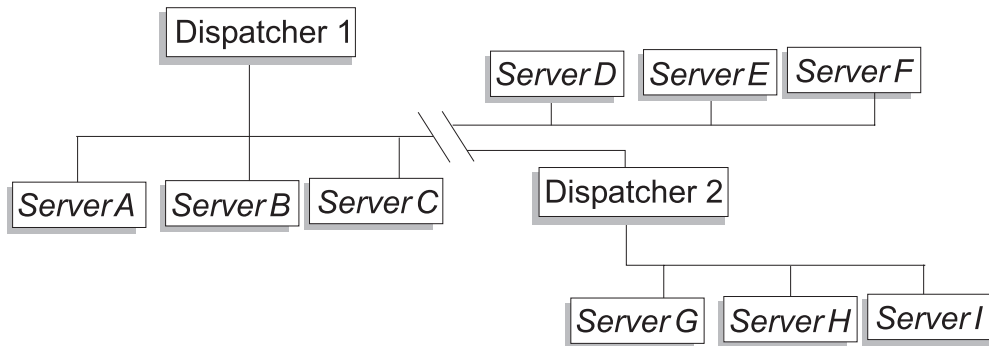 Dispatcher 1
Server D
Server E
Server F
Server A
Server B
Server C
Dispatcher 2
Server G
Server H
Server I